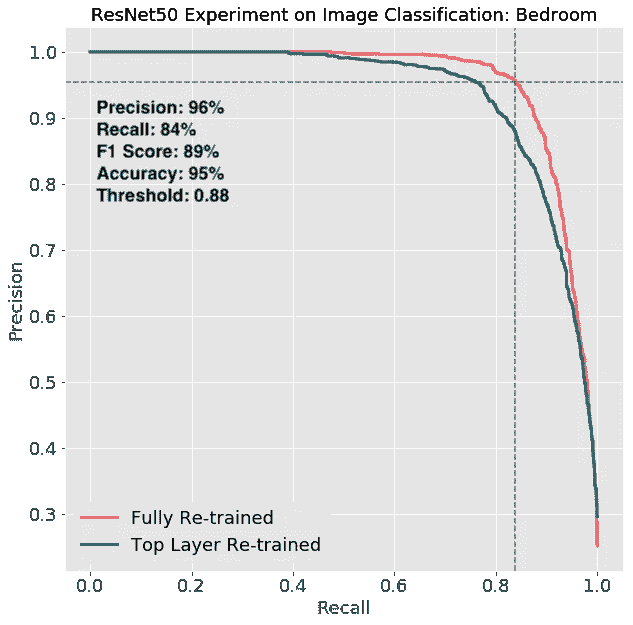 ResNet50 Experiment on Image Classification: Bedroom
1.0
0.9
0.8
0.7
0.6
0.5
0.4
0.3
Precision
Precision: 96%
Recall: 84%
F1 Score: 89%
Accuracy: 95%
Threshold: 0.88
Fully Re-trained
Top Layer Re-trained
0.0 0.2 0.4 0.6 0.8 1.0
Recall